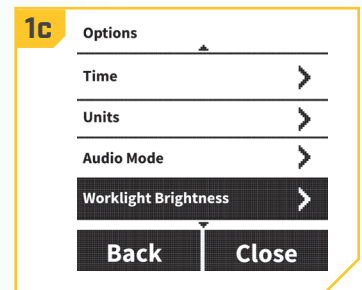 1c
Options
Time
Units
Audio Mode
Worklight Brightness
Back Close